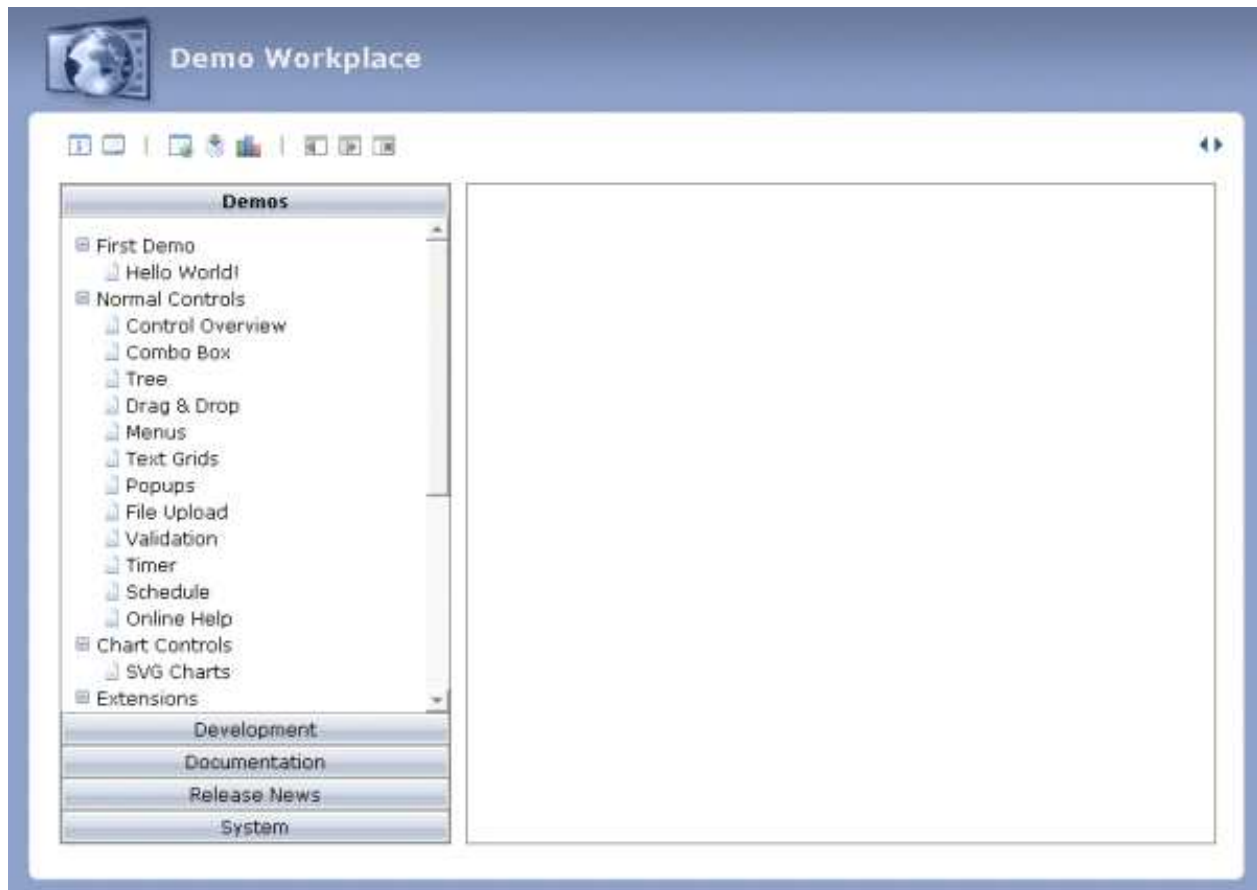 Demo Workplace
Demos
First Demo
Hello World!
Normal Controls
Control Overview
Combo Box
Tree
Drag & Drop
Menus
Text Grids
Popups
File Upload
Validation
Timer
Schedule
Online Help
Chart Controls
SVG Charts
Extensions
Development
Documentation
Release News
System